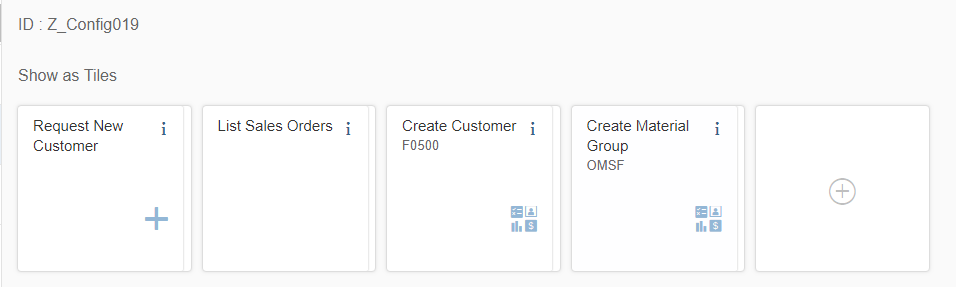 ID : Z_Config019
Show as Tiles
Request New
Customer
i
List Sales Orders
i
Create Customer
i
F0500
Create Material
Group
i
OMSF